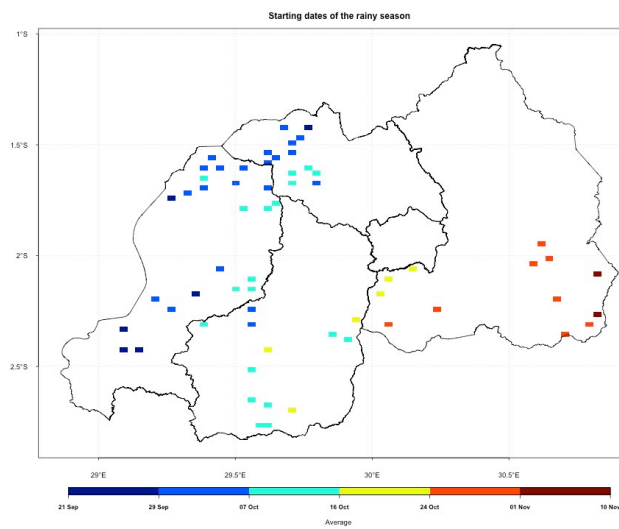 Starting dates of the rainy season
1°S
1.5°S
2°S
2.5°S
29°E
29.5°E
30°E
30.5°E
21 Sep
29 Sep
07 Oct
16 Oct
24 Oct
01 Nov
10 Nov
Average